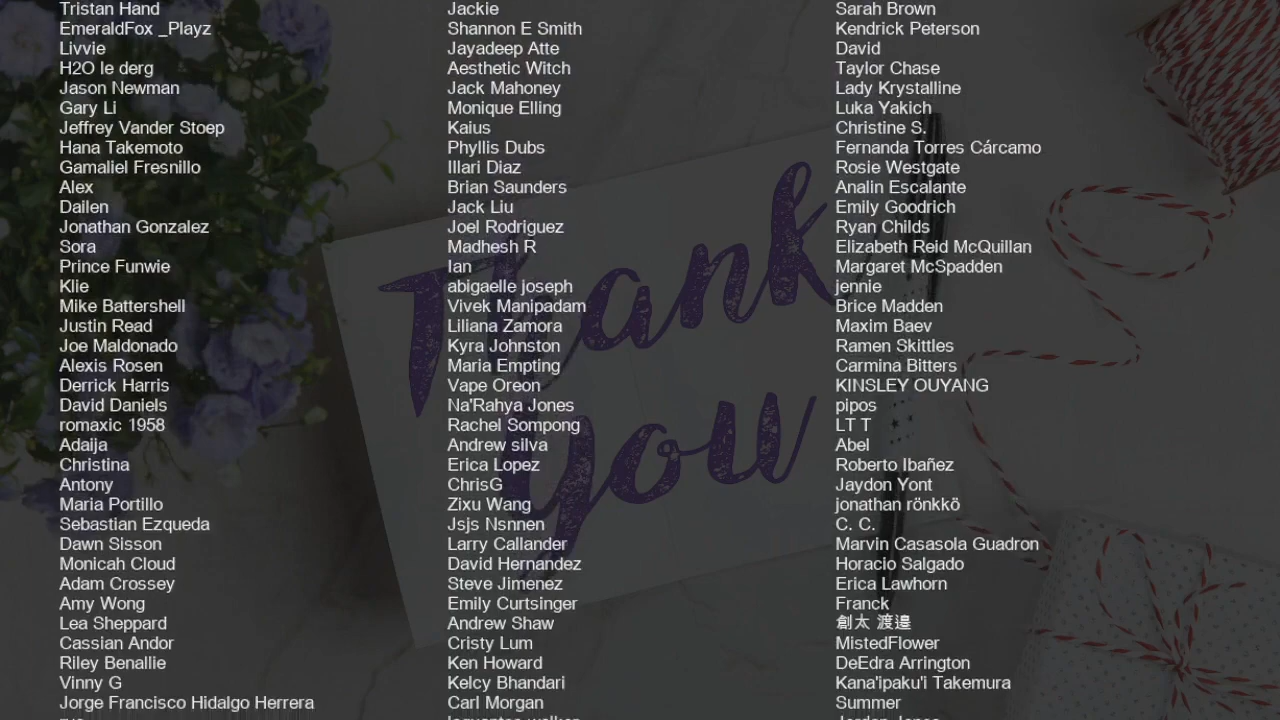 Tristan Hand
EmeraldFox _Playz
Livvie
H2O le derg
Jason Newman
Gary Li
Jeffrey Vander Stoep
Hana Takemoto
Gamaliel Fresnillo
Alex
Dailen
Jonathan Gonzalez
Sora
Prince Funwie
Klie
Mike Battershell
Justin Read
Joe Maldonado
Alexis Rosen
Derrick Harris
David Daniels
romaxic 1958
Adaija
Christina
Antony
Maria Portillo
Sebastian Ezqueda
Dawn Sisson
Monicah Cloud
Adam Crossey
Amy Wong
Lea Sheppard
Cassian Andor
Riley Benallie
Vinny G
Jorge Francisco Hidalgo Herrera
Jackie
Shannon E Smith
Jayadeep Atte
Aesthetic Witch
Jack Mahoney
Monique Elling
Kaius
Phyllis Dubs
Illari Diaz
Brian Saunders
Jack Liu
Joel Rodriguez
Madhesh R
Ian
abigaelle joseph
Vivek Manipadam
Liliana Zamora
Kyra Johnston
Maria Empting
Vape Oreon
Na'Rahya Jones
Rachel Sompong
Andrew silva
Erica Lopez
ChrisG
Zixu Wang
Jsjs Nsnnen
Larry Callander
David Hernandez
Steve Jimenez
Emily Curtsinger
Andrew Shaw
Cristy Lum
Ken Howard
Kelcy Bhandari
Carl Morgan
Sarah Brown
Kendrick Peterson
David
Taylor Chase
Lady Krystalline
Luka Yakich
Christine S.
Fernanda Torres Cárcamo
Rosie Westgate
Analin Escalante
Emily Goodrich
Ryan Childs
Elizabeth Reid McQuillan
Margaret McSpadden
jennie
Brice Madden
Maxim Baev
Ramen Skittles
Carmina Bitters
KINSLEY OUYANG
pipos
LT T
Abel
Roberto Ibañez
Jaydon Yont
jonathan rönkkö
C. C.
Marvin Casasola Guadron
Horacio Salgado
Erica Lawhorn
Franck
創太 渡邉
MistedFlower
DeEdra Arrington
Kana'ipaku'i Takemura
Summer
Thank
you